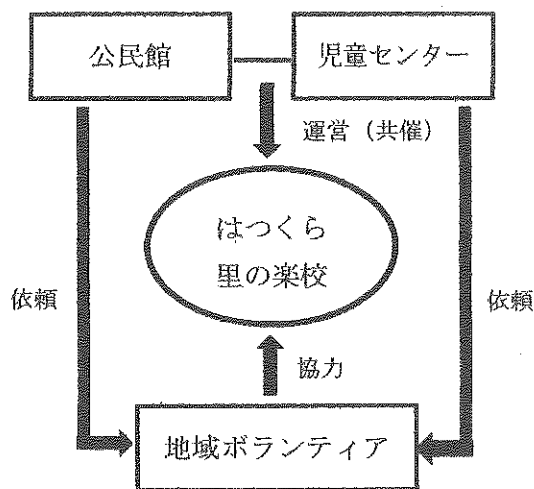 公民館
児童センター
運営（共催）
はつくら
里の楽校
依頼
依頼
協力
地域ボランティア